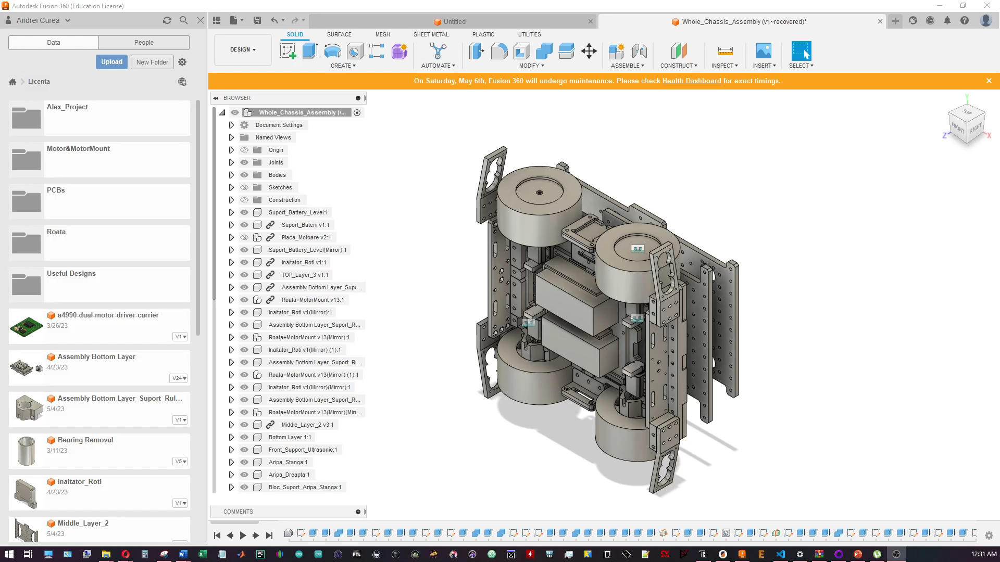 Autodesk Fusion 360 (Education License)
Andrei Curea
Data
People
Upload
New Folder
Licenta
Alex_Project
Motor&MotorMount
PCBs
Roata
Useful Designs
a4990-dual-motor-driver-carrier
3/26/23
V1
Assembly Bottom Layer
4/23/23
V24
Assembly Bottom Layer_Suport_Rul...
5/4/23
V1
Bearing Removal
3/11/23
V5
Inaltator_Roti
4/23/23
V1
Middle_Layer_2
5/4/23
Untitled
Whole_Chassis_Assembly (v1~recovered)*
DESIGN
SOLID
SURFACE
MESH
SHEET METAL
PLASTIC
UTILITIES
CREATE
AUTOMATE
MODIFY
ASSEMBLE
CONSTRUCT
INSPECT
INSERT
SELECT
On Saturday, May 6th, Fusion 360 will undergo maintenance. Please check Health Dashboard for exact timings.
BROWSER
Whole_Chassis_Assembly (\...
Document Settings
Named Views
Origin
Joints
Bodies
Sketches
Construction
Suport_Battery_Level:1
Suport_Baterii v1:1
Placa_Motoare v2:1
Suport_Battery_Level(Mirror):1
Inaltator_Roti v1:1
TOP_Layer_3 v1:1
Assembly Bottom Layer_Supı...
Roata+MotorMount v13:1
Inaltator_Roti v1(Mirror):1
Assembly Bottom Layer_Suport_R...
Roata+MotorMount v13(Mirror):1
Inaltator_Roti v1(Mirror) (1):1
Assembly Bottom Layer_Suport_R...
Roata+MotorMount v13(Mirror) (1):1
Inaltator_Roti v1(Mirror)(Mirror):1
Assembly Bottom Layer_Suport_R...
Roata+MotorMount v13(Mirror)(Mirı...
Middle_Layer_2 v3:1
Bottom Layer 1:1
Front_Support_Ultrasonic:1
Aripa_Stanga:1
Aripa_Dreapta:1
Bloc_Suport_Aripa_Stanga:1
COMMENTS
Y
TOP
FRONT
RIGHT
Z
X
12:31 AM